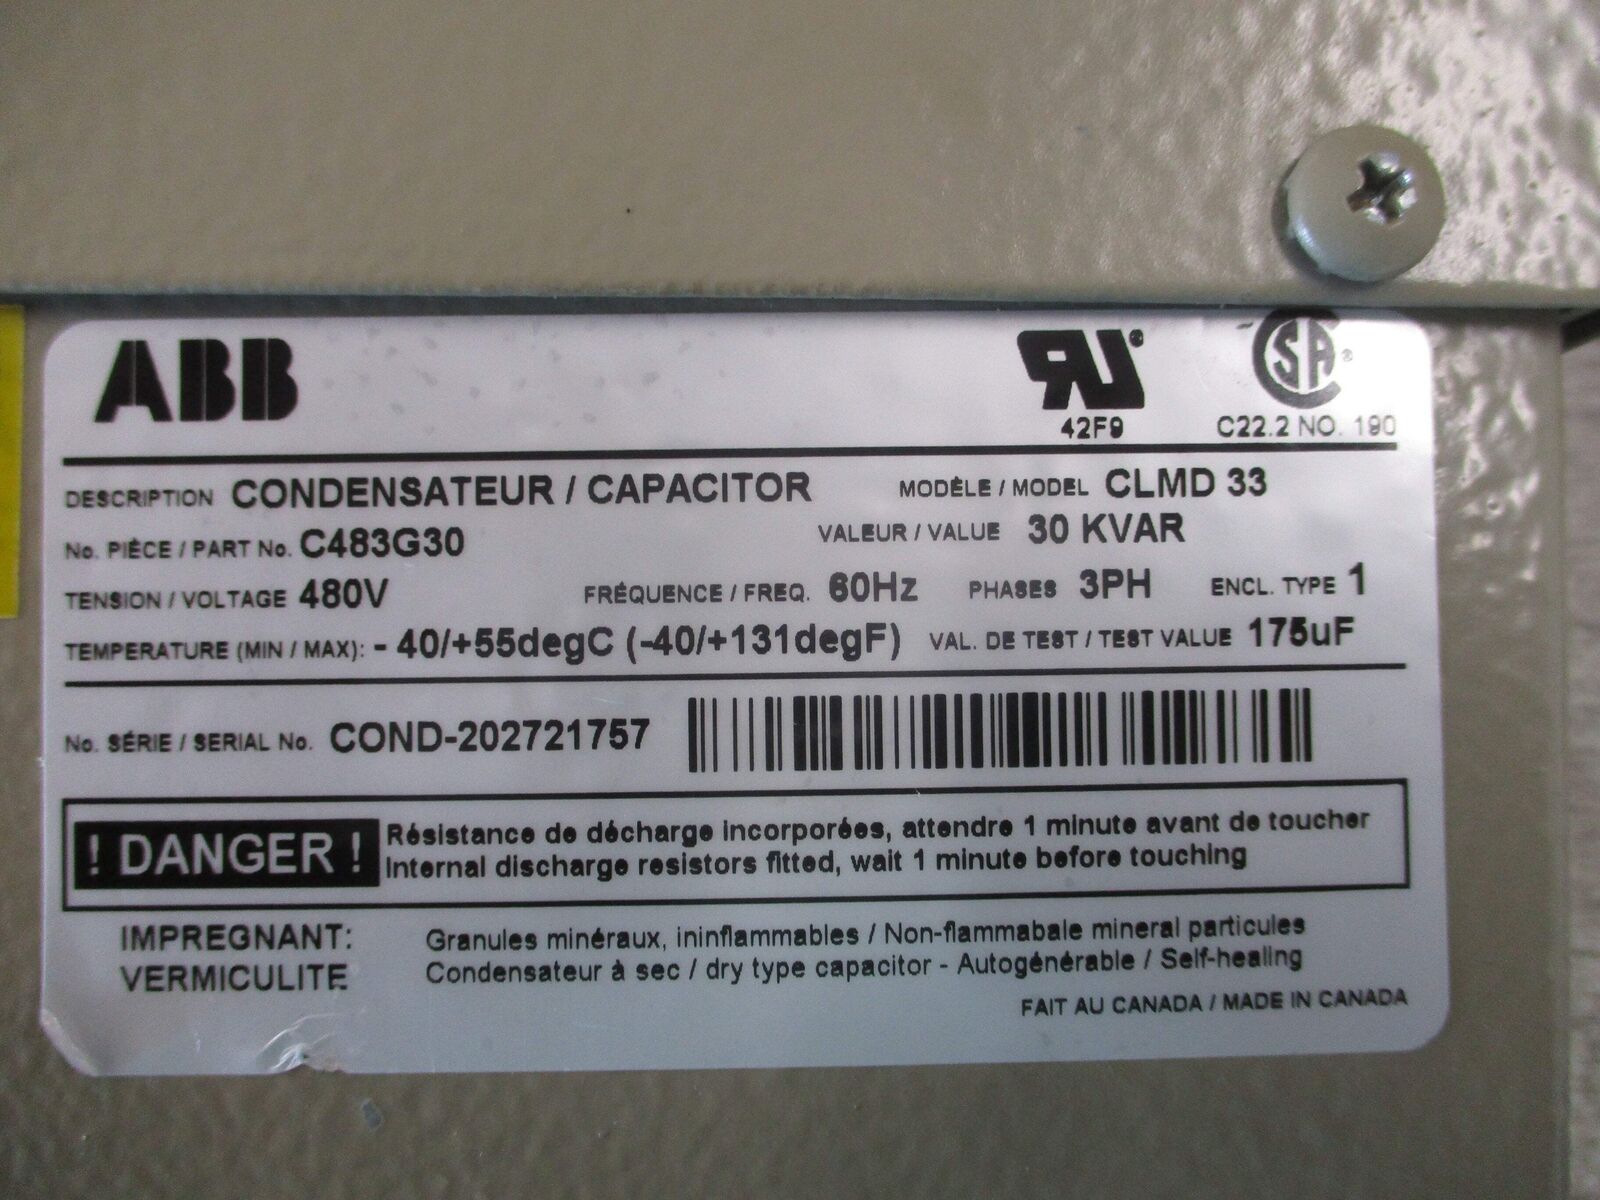 ABB
42F9
C22.2 NO. 190
DESCRIPTION CONDENSATEUR / CAPACITOR MODÈLE / MODEL CLMD 33
No. PIÈCE / PART No. C483G30 VALEUR / VALUE 30 KVAR
TENSION / VOLTAGE 480V FRÉQUENCE / FREQ. 60Hz PHASES 3PH ENCL. TYPE 1
TEMPERATURE (MIN / MAX): - 40/+55degC (-40/+131degF) VAL. DE TEST / TEST VALUE 175uF
No. SÉRIE / SERIAL No. COND-202721757
! DANGER ! Résistance de décharge incorporées, attendre 1 minute avant de toucher
Internal discharge resistors fitted, wait 1 minute before touching
IMPREGNANT: Granules minéraux, ininflammables / Non-flammabale mineral particules
VERMICULITE Condensateur à sec / dry type capacitor - Autogénérable / Self-healing
FAIT AU CANADA / MADE IN CANADA